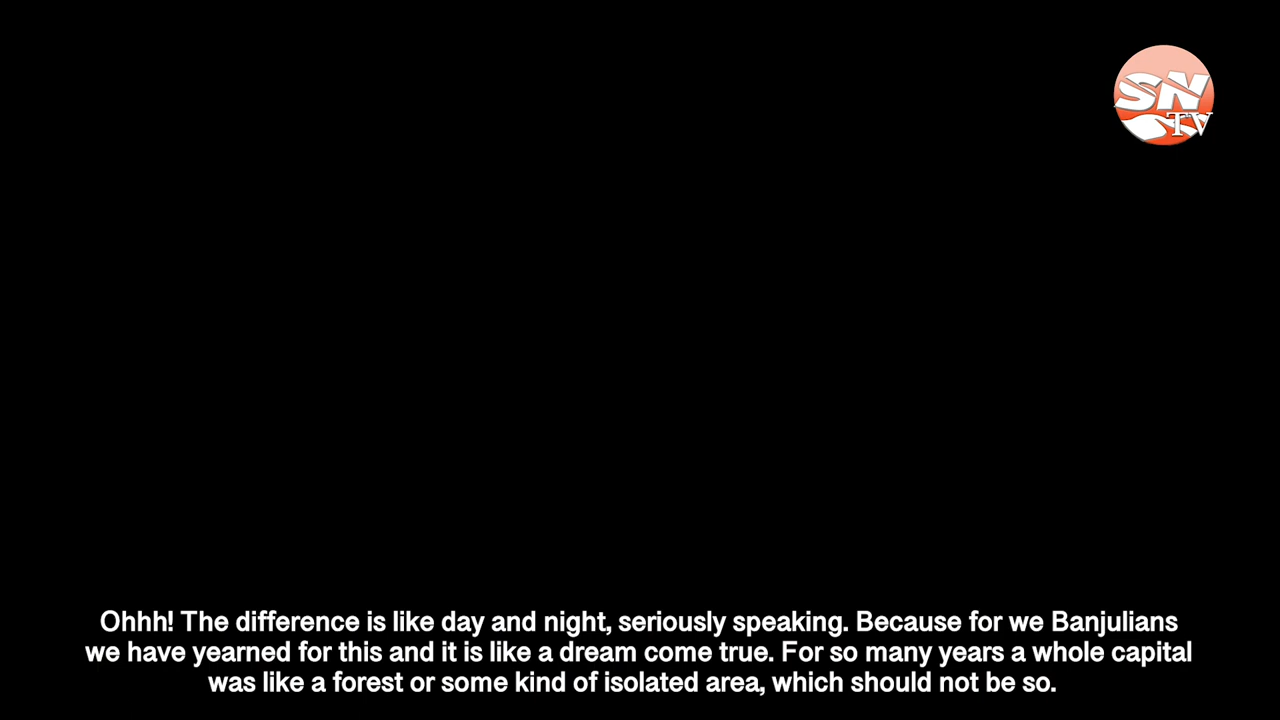 SN
TV
Ohhh! The difference is like day and night, seriously speaking. Because for we Banjulians
we have yearned for this and it is like a dream come true. For so many years a whole capital
was like a forest or some kind of isolated area, which should not be so.